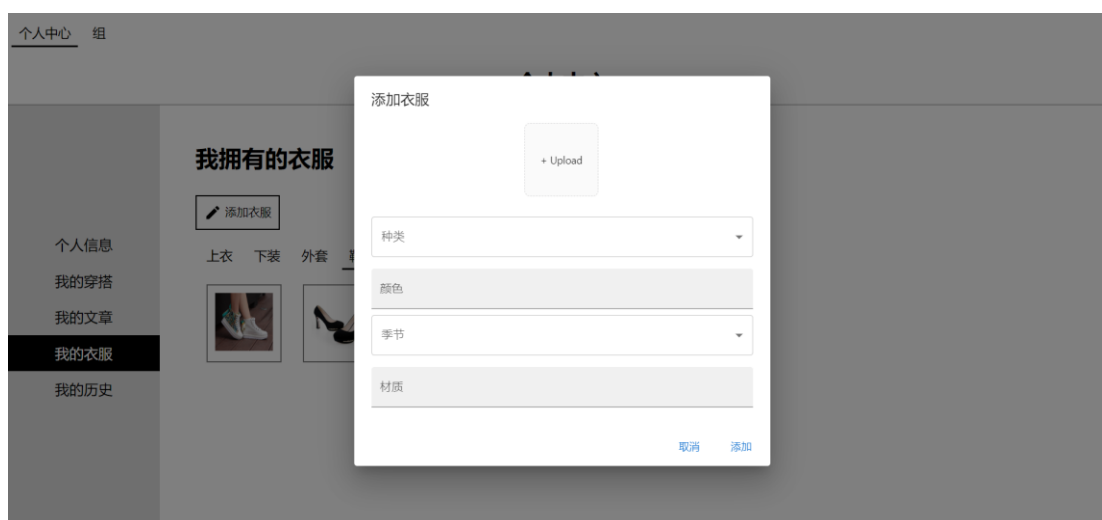 个人中心 组
添加衣服
+ Upload
我拥有的衣服
添加衣服
种类
上衣 下装 外套
颜色
季节
材质
取消 添加
个人信息
我的穿搭
我的文章
我的衣服
我的历史